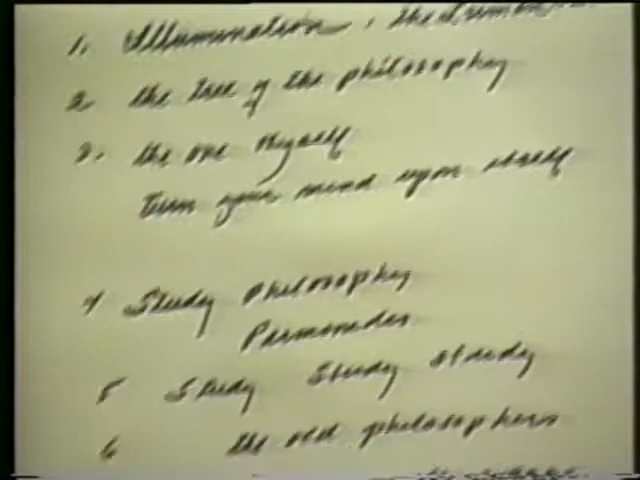 1. Illumination, the
2 the Tree of the philosophy
3. the one thyself
Turn your mind upon itself
4 Study philosophy
Parmenides
5 Study Study study
6 the old philosophers